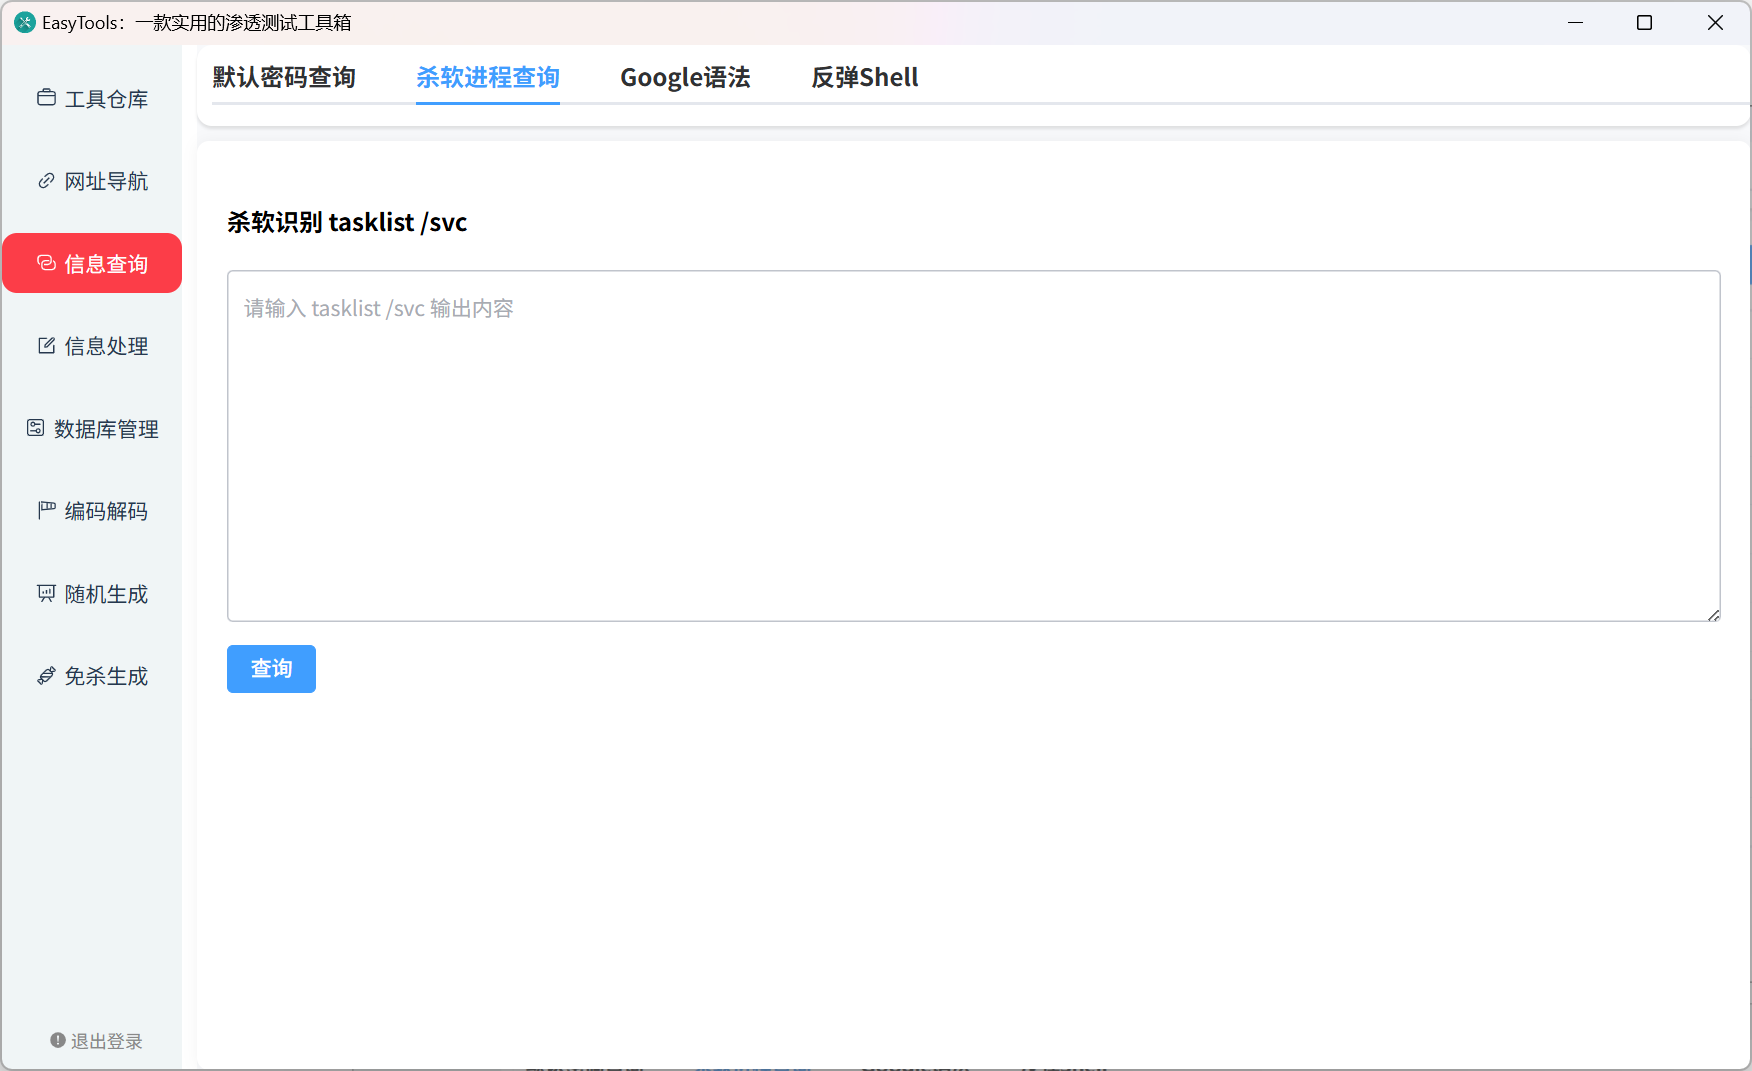 EasyTools：一款实用的渗透测试工具箱
默认密码查询 杀软进程查询 Google语法 反弹Shell
工具仓库
网址导航
信息查询
信息处理
数据库管理
编码解码
随机生成
免杀生成
退出登录
杀软识别 tasklist /svc
请输入 tasklist /svc 输出内容
查询